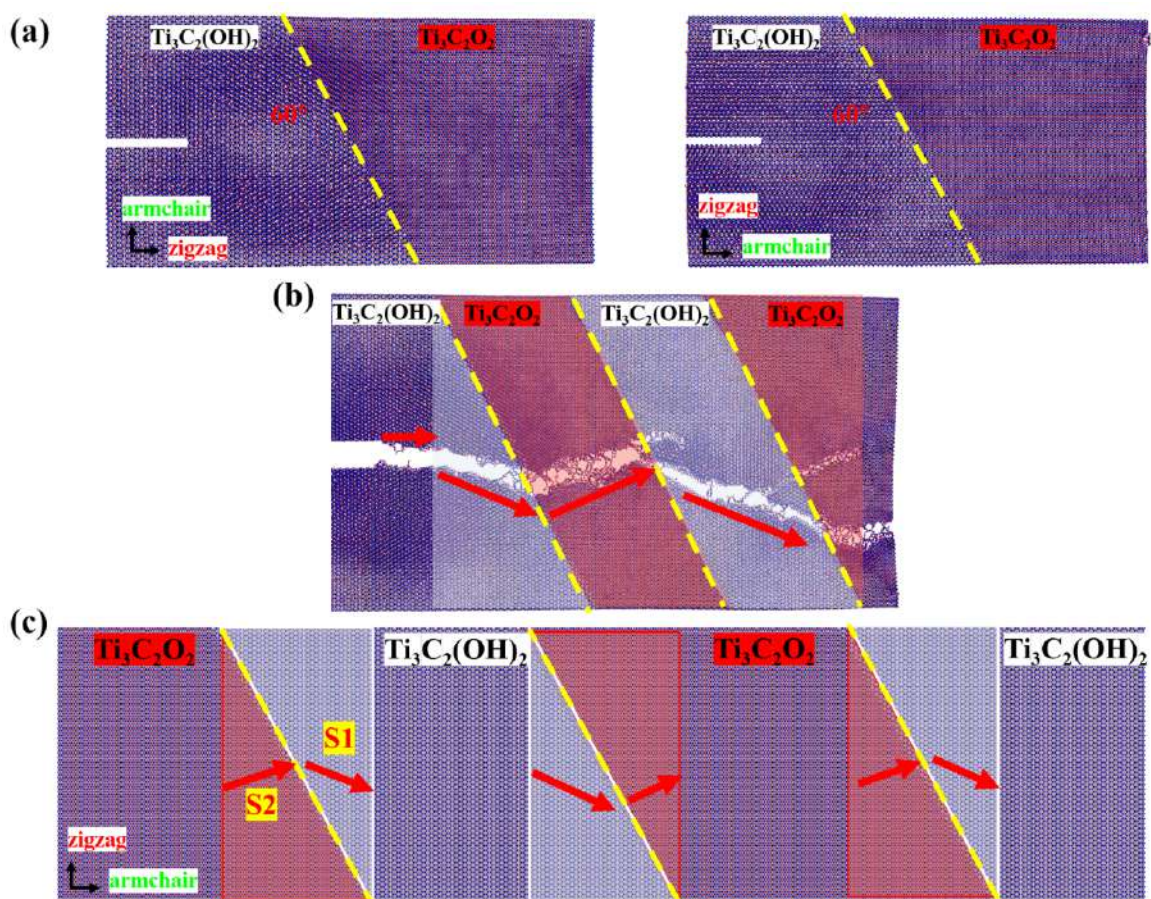 (a)
Ti₃C₂(OH)₂ Ti₃C₂O₂
60°
armchair
zigzag
Ti₃C₂(OH)₂ Ti₃C₂O₂
60°
zigzag
armchair
(b)
Ti₃C₂(OH)₂ Ti₃C₂O₂ Ti₃C₂(OH)₂ Ti₃C₂O₂
(c)
Ti₃C₂O₂ Ti₃C₂(OH)₂ Ti₃C₂O₂ Ti₃C₂(OH)₂
S1
S2
zigzag
armchair